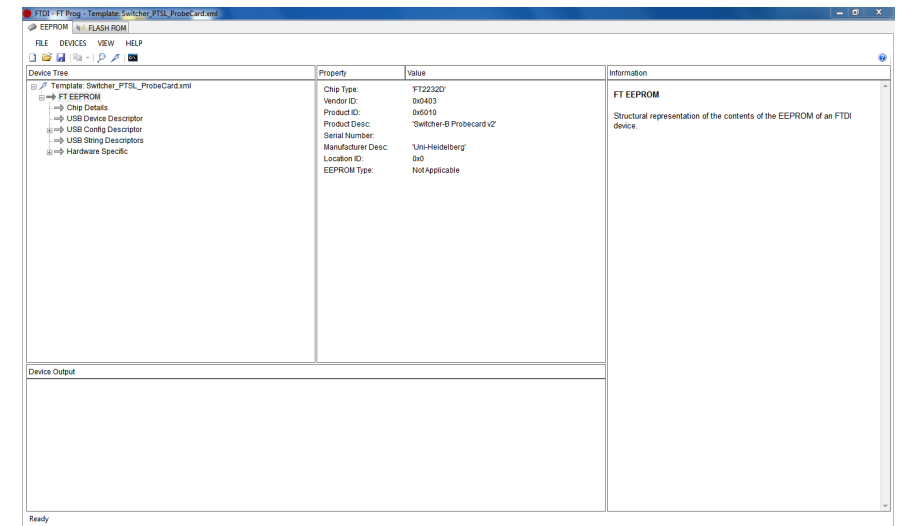 FTDI - FT Prog - Template: Switcher_PTSL_ProbeCard.xml
EEPROM FLASH ROM
FILE DEVICES VIEW HELP
Device Tree
Template: Switcher_PTSL_ProbeCard.xml
FT EEPROM
Chip Details
USB Device Descriptor
USB Config Descriptor
USB String Descriptors
Hardware Specific
Property Value
Chip Type: 'FT2232D'
Vendor ID: 0x0403
Product ID: 0x6010
Product Desc: 'Switcher-B Probecard v2'
Serial Number:
Manufacturer Desc: 'Uni-Heidelberg'
Location ID: 0x0
EEPROM Type: Not Applicable
Information
FT EEPROM
Structural representation of the contents of the EEPROM of an FTDI
device.
Device Output
Ready